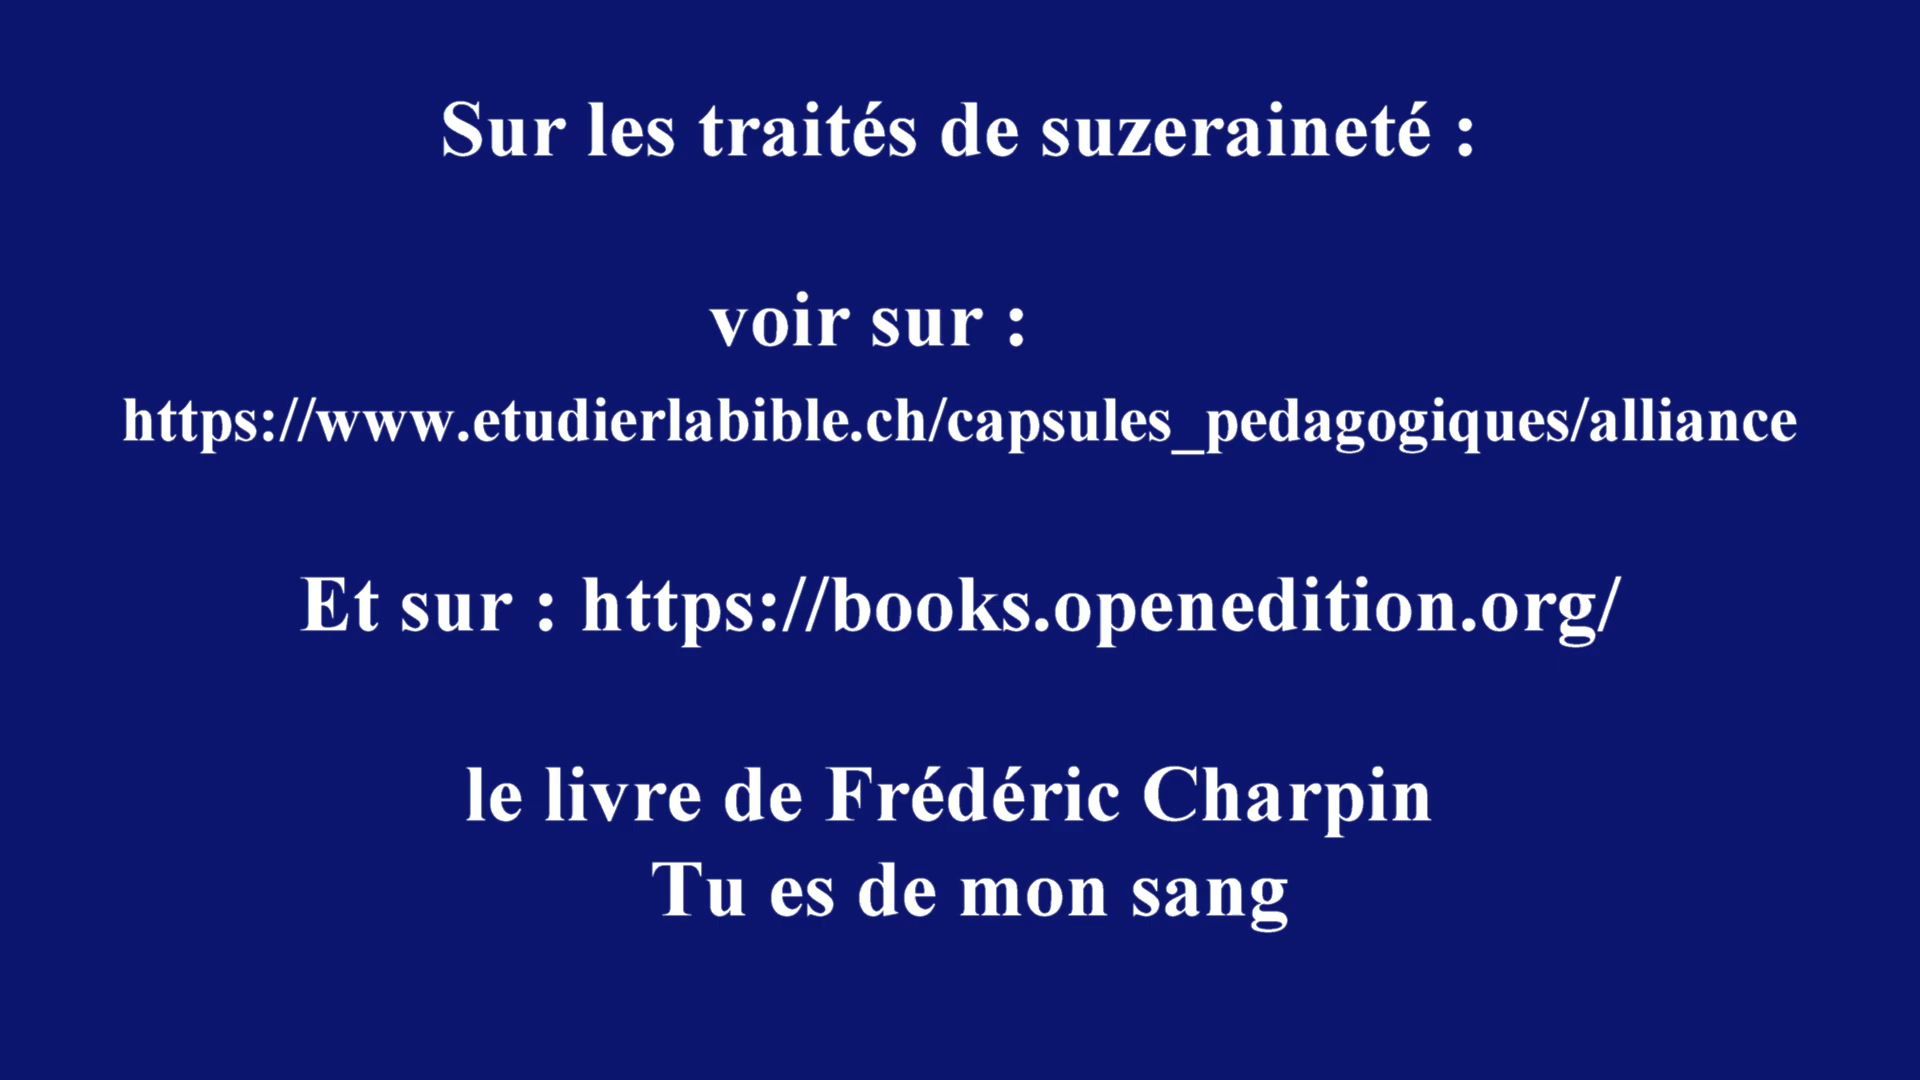 Sur les traités de suzeraineté :
voir sur :
https://www.etudierlabible.ch/capsules_pedagogiques/alliance
Et sur : https://books.openedition.org/
le livre de Frédéric Charpin
Tu es de mon sang